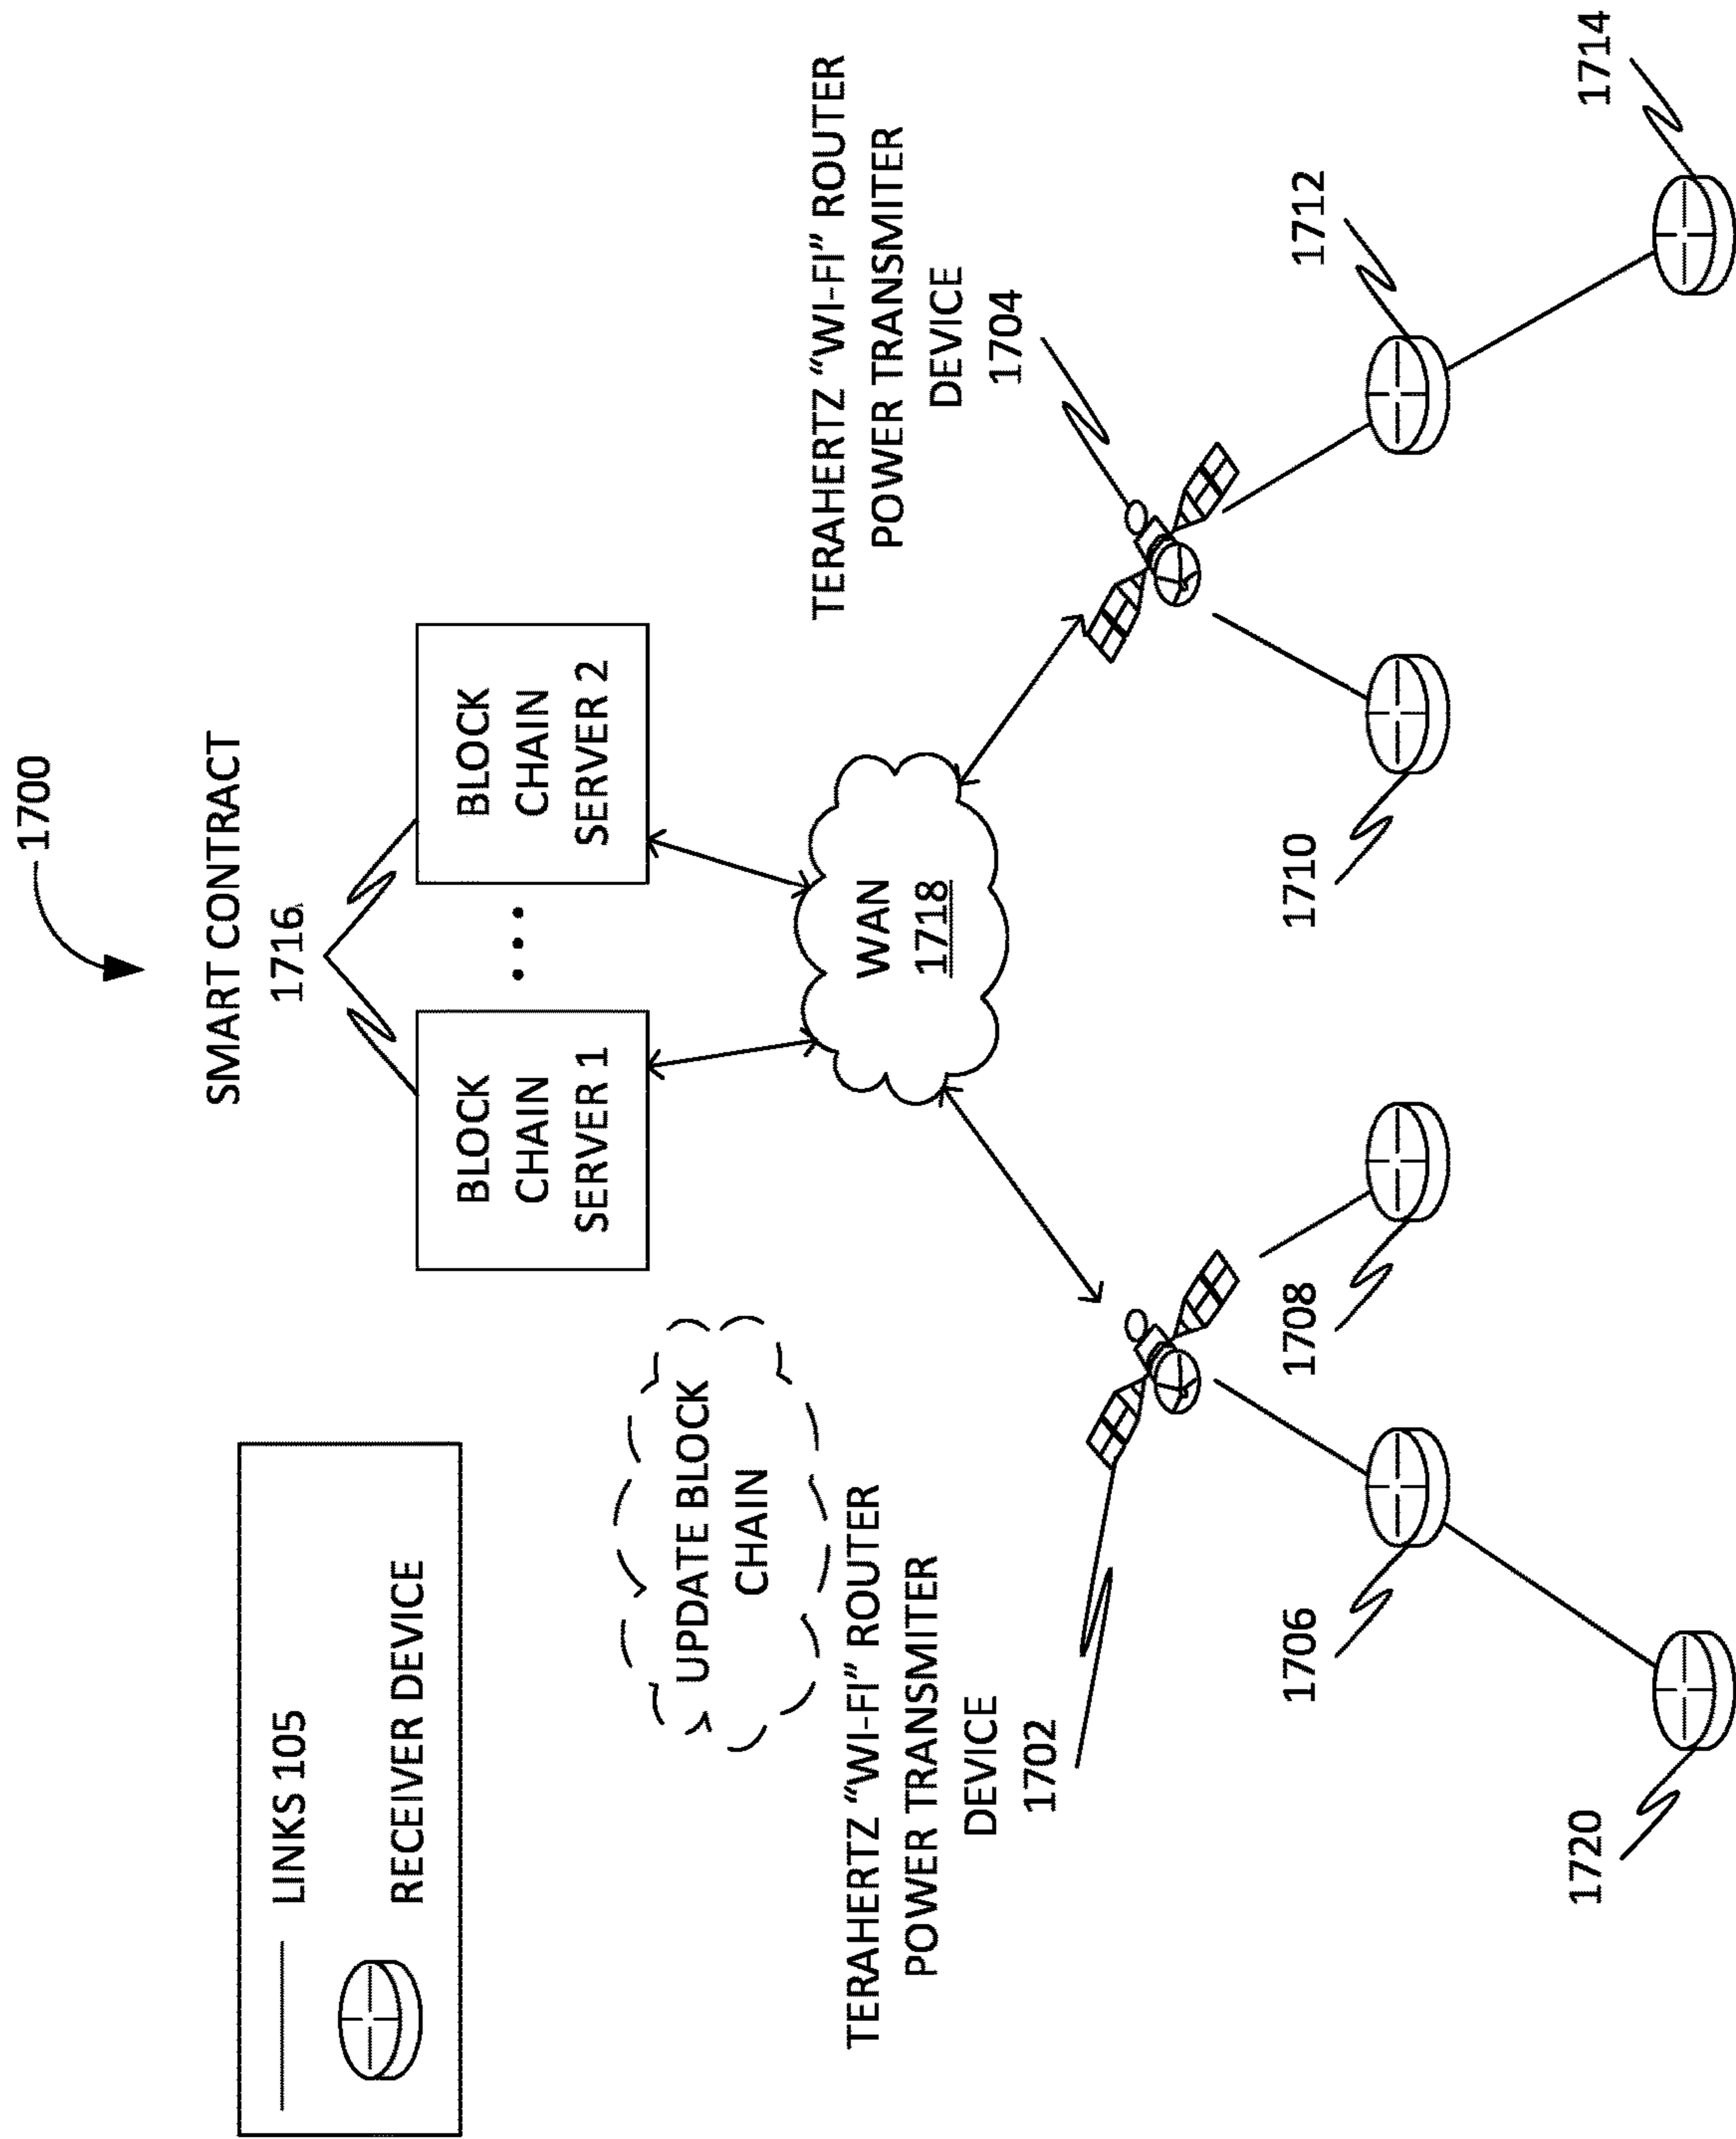 1700
SMART CONTRACT
1716
LINKS 105
RECEIVER DEVICE
BLOCK
CHAIN
SERVER 1
BLOCK
CHAIN
SERVER 2
UPDATE BLOCK
CHAIN
WAN
1718
TERAHERTZ “WI-FI” ROUTER
POWER TRANSMITER
DEVICE
1702
TERAHERTZ “WI-FI” ROUTER
POWER TRANSMITER
DEVICE
1704
1706
1708
1710
1712
1720
1714